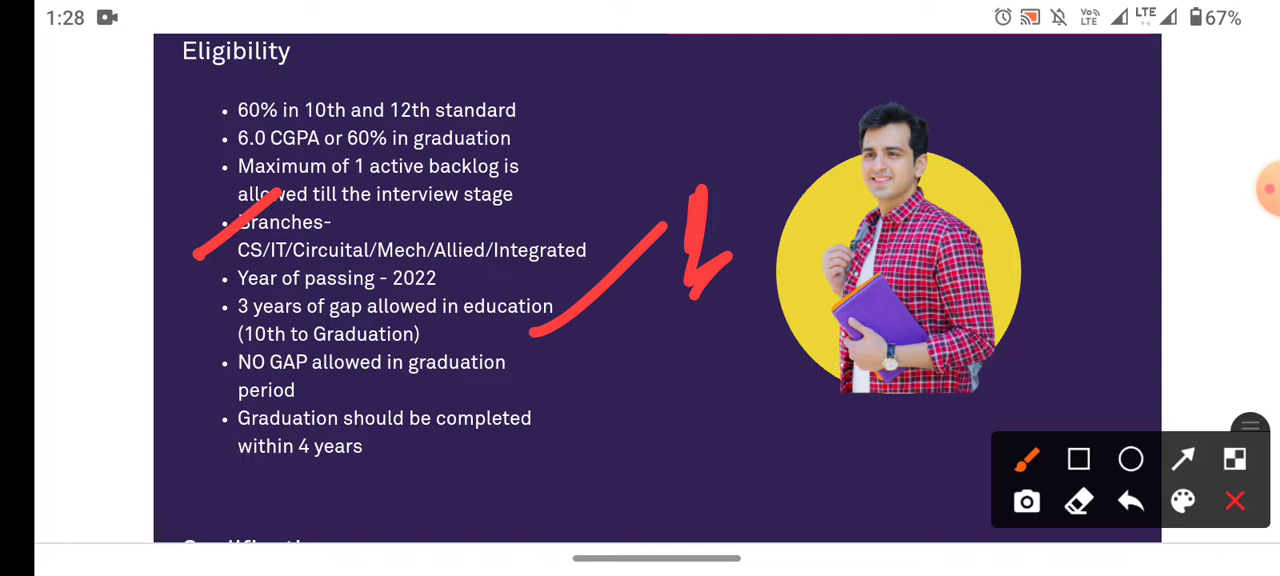 1:28
Vo)
LTE
LTE
67%
Eligibility
• 60% in 10th and 12th standard
• 6.0 CGPA or 60% in graduation
• Maximum of 1 active backlog is
allowed till the interview stage
• Branches-
CS/IT/Circuital/Mech/Allied/Integrated
• Year of passing - 2022
• 3 years of gap allowed in education
(10th to Graduation)
• NO GAP allowed in graduation
period
• Graduation should be completed
within 4 years